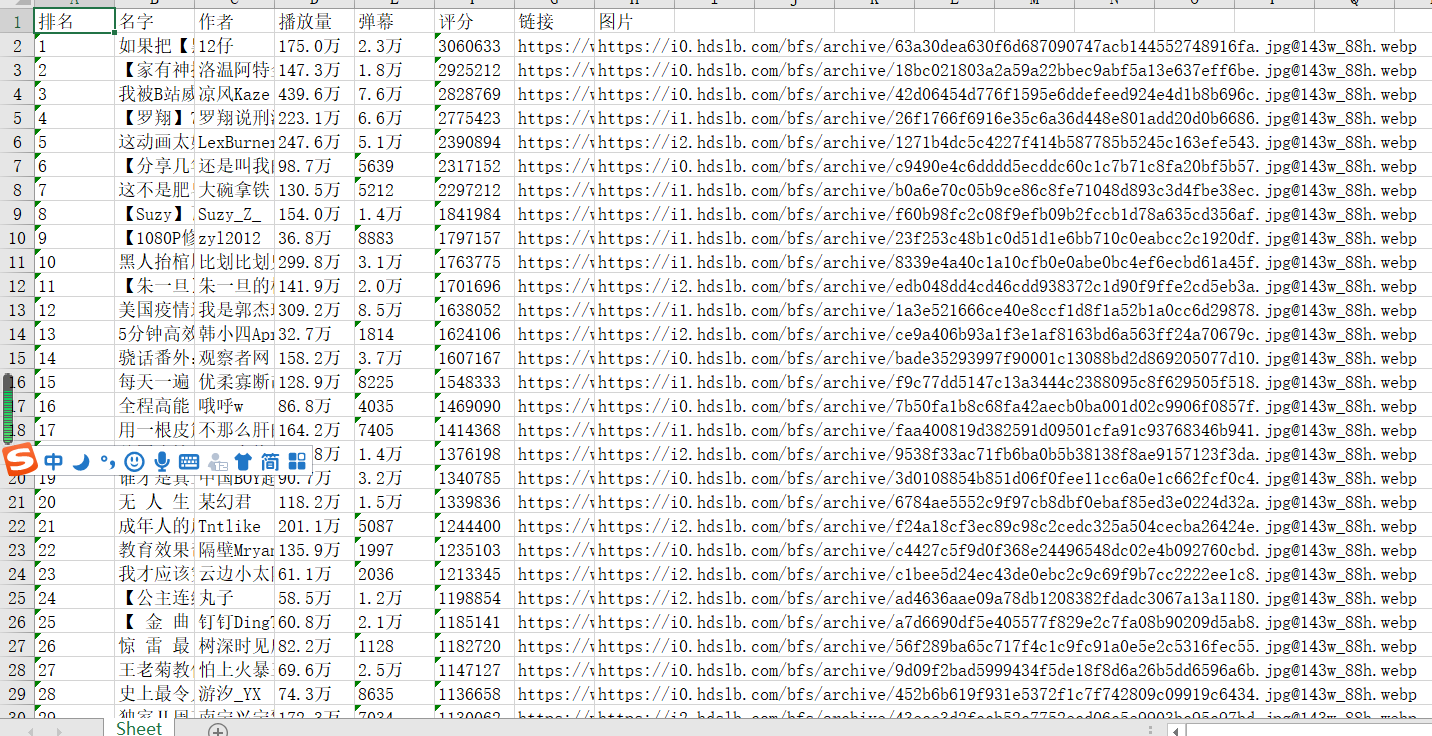 排名 名字 作者 播放量 弹幕 评分 链接 图片
1 1 如果把【 12仔 175.0万 2.3万 3060633 https:// https://i0.hdslb.com/bfs/archive/63a30dea630f6d687090747acb144552748916fa.jpg@143w_88h.webp
2 2 【家有神 洛温阿特 147.3万 1.8万 2925212 https:// https://i0.hdslb.com/bfs/archive/18bc021803a2a59a22bbec9abf5a13e637eff6be.jpg@143w_88h.webp
4 3 我被B站威 凉风Kaze 439.6万 7.6万 2828769 https:// https://i0.hdslb.com/bfs/archive/42d06454d776f1595e6ddefeed924e4d1b8b696c.jpg@143w_88h.webp
5 4 【罗翔】 罗翔说刑 223.1万 6.6万 2775423 https:// https://i1.hdslb.com/bfs/archive/26f1766f6916e35c6a36d448e801add20d0b6686.jpg@143w_88h.webp
6 5 这动画太 LexBurner 247.6万 5.1万 2390894 https:// https://i2.hdslb.com/bfs/archive/1271b4dc5c4227f414b587785b5245c163efe543.jpg@143w_88h.webp
7 6 【分享几 还是叫我 98.7万 5639 2317152 https:// https://i0.hdslb.com/bfs/archive/c9490e4c6dddd5ecddc60c1c7b71c8fa20bf5b57.jpg@143w_88h.webp
8 7 这不是肥 大碗拿铁 130.5万 5212 2297212 https:// https://i1.hdslb.com/bfs/archive/b0a6e70c05b9ce86c8fe71048d893c3d4fbe38ec.jpg@143w_88h.webp
9 8 【Suzy】 Suzy_Z_ 154.0万 1.4万 1841984 https:// https://i1.hdslb.com/bfs/archive/f60b98fc2c08f9efb09b2fccb1d78a635cd356af.jpg@143w_88h.webp
10 9 【1080P修 zyl2012 36.8万 8883 1797157 https:// https://i1.hdslb.com/bfs/archive/23f253c48b1c0d51d1e6bb710c0eabcc2c1920df.jpg@143w_88h.webp
11 10 黑人抬棺 比划比划 299.8万 3.1万 1763775 https:// https://i1.hdslb.com/bfs/archive/8339e4a40c1a10cfb0e0abe0bc4ef6ecbd61a45f.jpg@143w_88h.webp
12 11 【朱一旦 朱一旦的 141.9万 2.0万 1701696 https:// https://i2.hdslb.com/bfs/archive/edb048dd4cd46cdd938372c1d90f9ffe2cd5eb3a.jpg@143w_88h.webp
13 12 美国疫情 我是郭杰 309.2万 8.5万 1638052 https:// https://i2.hdslb.com/bfs/archive/1a3e521666ce40e8ccf1d8f1a52b1a0cc6d29878.jpg@143w_88h.webp
14 13 5分钟高效 韩小四Apr 32.7万 1814 1624106 https:// https://i2.hdslb.com/bfs/archive/ce9a406b93a1f3e1af8163bd6a563ff24a70679c.jpg@143w_88h.webp
15 14 骁话番外 观察者网 158.2万 3.7万 1607167 https:// https://i0.hdslb.com/bfs/archive/bade35293997f90001c13088bd2d869205077d10.jpg@143w_88h.webp
16 15 每天一遍 优柔寡断 128.9万 8225 1548333 https:// https://i1.hdslb.com/bfs/archive/f9c77dd5147c13a3444c2388095c8f629505f518.jpg@143w_88h.webp
17 16 全程高能 哦呼w 86.8万 4035 1469090 https:// https://i0.hdslb.com/bfs/archive/7b50fa1b8c68fa42aecb0ba001d02c9906f0857f.jpg@143w_88h.webp
18 17 用一根皮 不那么肝 164.2万 7405 1414368 https:// https://i1.hdslb.com/bfs/archive/faa400819d382591d09501cfa91c93768346b941.jpg@143w_88h.webp
中 简 8万 1.4万 1376198 https:// https://i2.hdslb.com/bfs/archive/9538f33ac71fb6ba0b5b38138f8ae9157123f3da.jpg@143w_88h.webp
20 19 谁才是真 中国BOY超 90.7万 3.2万 1340785 https:// https://i0.hdslb.com/bfs/archive/3d0108854b851d06f0fee11cc6a0e1c662fcf0c4.jpg@143w_88h.webp
21 20 无 人 生 某幻君 118.2万 1.5万 1339836 https:// https://i0.hdslb.com/bfs/archive/6784ae5552c9f97cb8dbf0ebaf85ed3e0224d32a.jpg@143w_88h.webp
22 21 成年人的 Tntlike 201.1万 5087 1244400 https:// https://i2.hdslb.com/bfs/archive/f24a18cf3ec89c98c2cedc325a504cecba26424e.jpg@143w_88h.webp
23 22 教育效果 隔壁Mryan 135.9万 1997 1235103 https:// https://i0.hdslb.com/bfs/archive/c4427c5f9d0f368e24496548dc02e4b092760cbd.jpg@143w_88h.webp
24 23 我才应该 云边小太 61.1万 2036 1213345 https:// https://i2.hdslb.com/bfs/archive/c1bee5d24ec43de0ebc2c9c69f9b7cc2222ee1c8.jpg@143w_88h.webp
25 24 【公主连 丸子 58.5万 1.2万 1198854 https:// https://i2.hdslb.com/bfs/archive/ad4636aae09a78db1208382fdadc3067a13a1180.jpg@143w_88h.webp
26 25 【 金 曲 钉钉DingT 60.8万 2.1万 1185141 https:// https://i0.hdslb.com/bfs/archive/a7d6690df5e405577f829e2c7fa08b90209d5ab8.jpg@143w_88h.webp
27 26 惊 雷 最 树深时见 82.2万 1128 1182720 https:// https://i0.hdslb.com/bfs/archive/56f289ba65c717f4c1c9fc91a0e5e2c5316fec55.jpg@143w_88h.webp
28 27 王老菊教 怕上火暴 69.6万 2.5万 1147127 https:// https://i0.hdslb.com/bfs/archive/9d09f2bad5999434f5de18f8d6a26b5dd6596a6b.jpg@143w_88h.webp
29 28 史上最令 游汐_YX 74.3万 8635 1136658 https:// https://i0.hdslb.com/bfs/archive/452b6b619f931e5372f1c7f742809c09919c6434.jpg@143w_88h.webp
Sheet